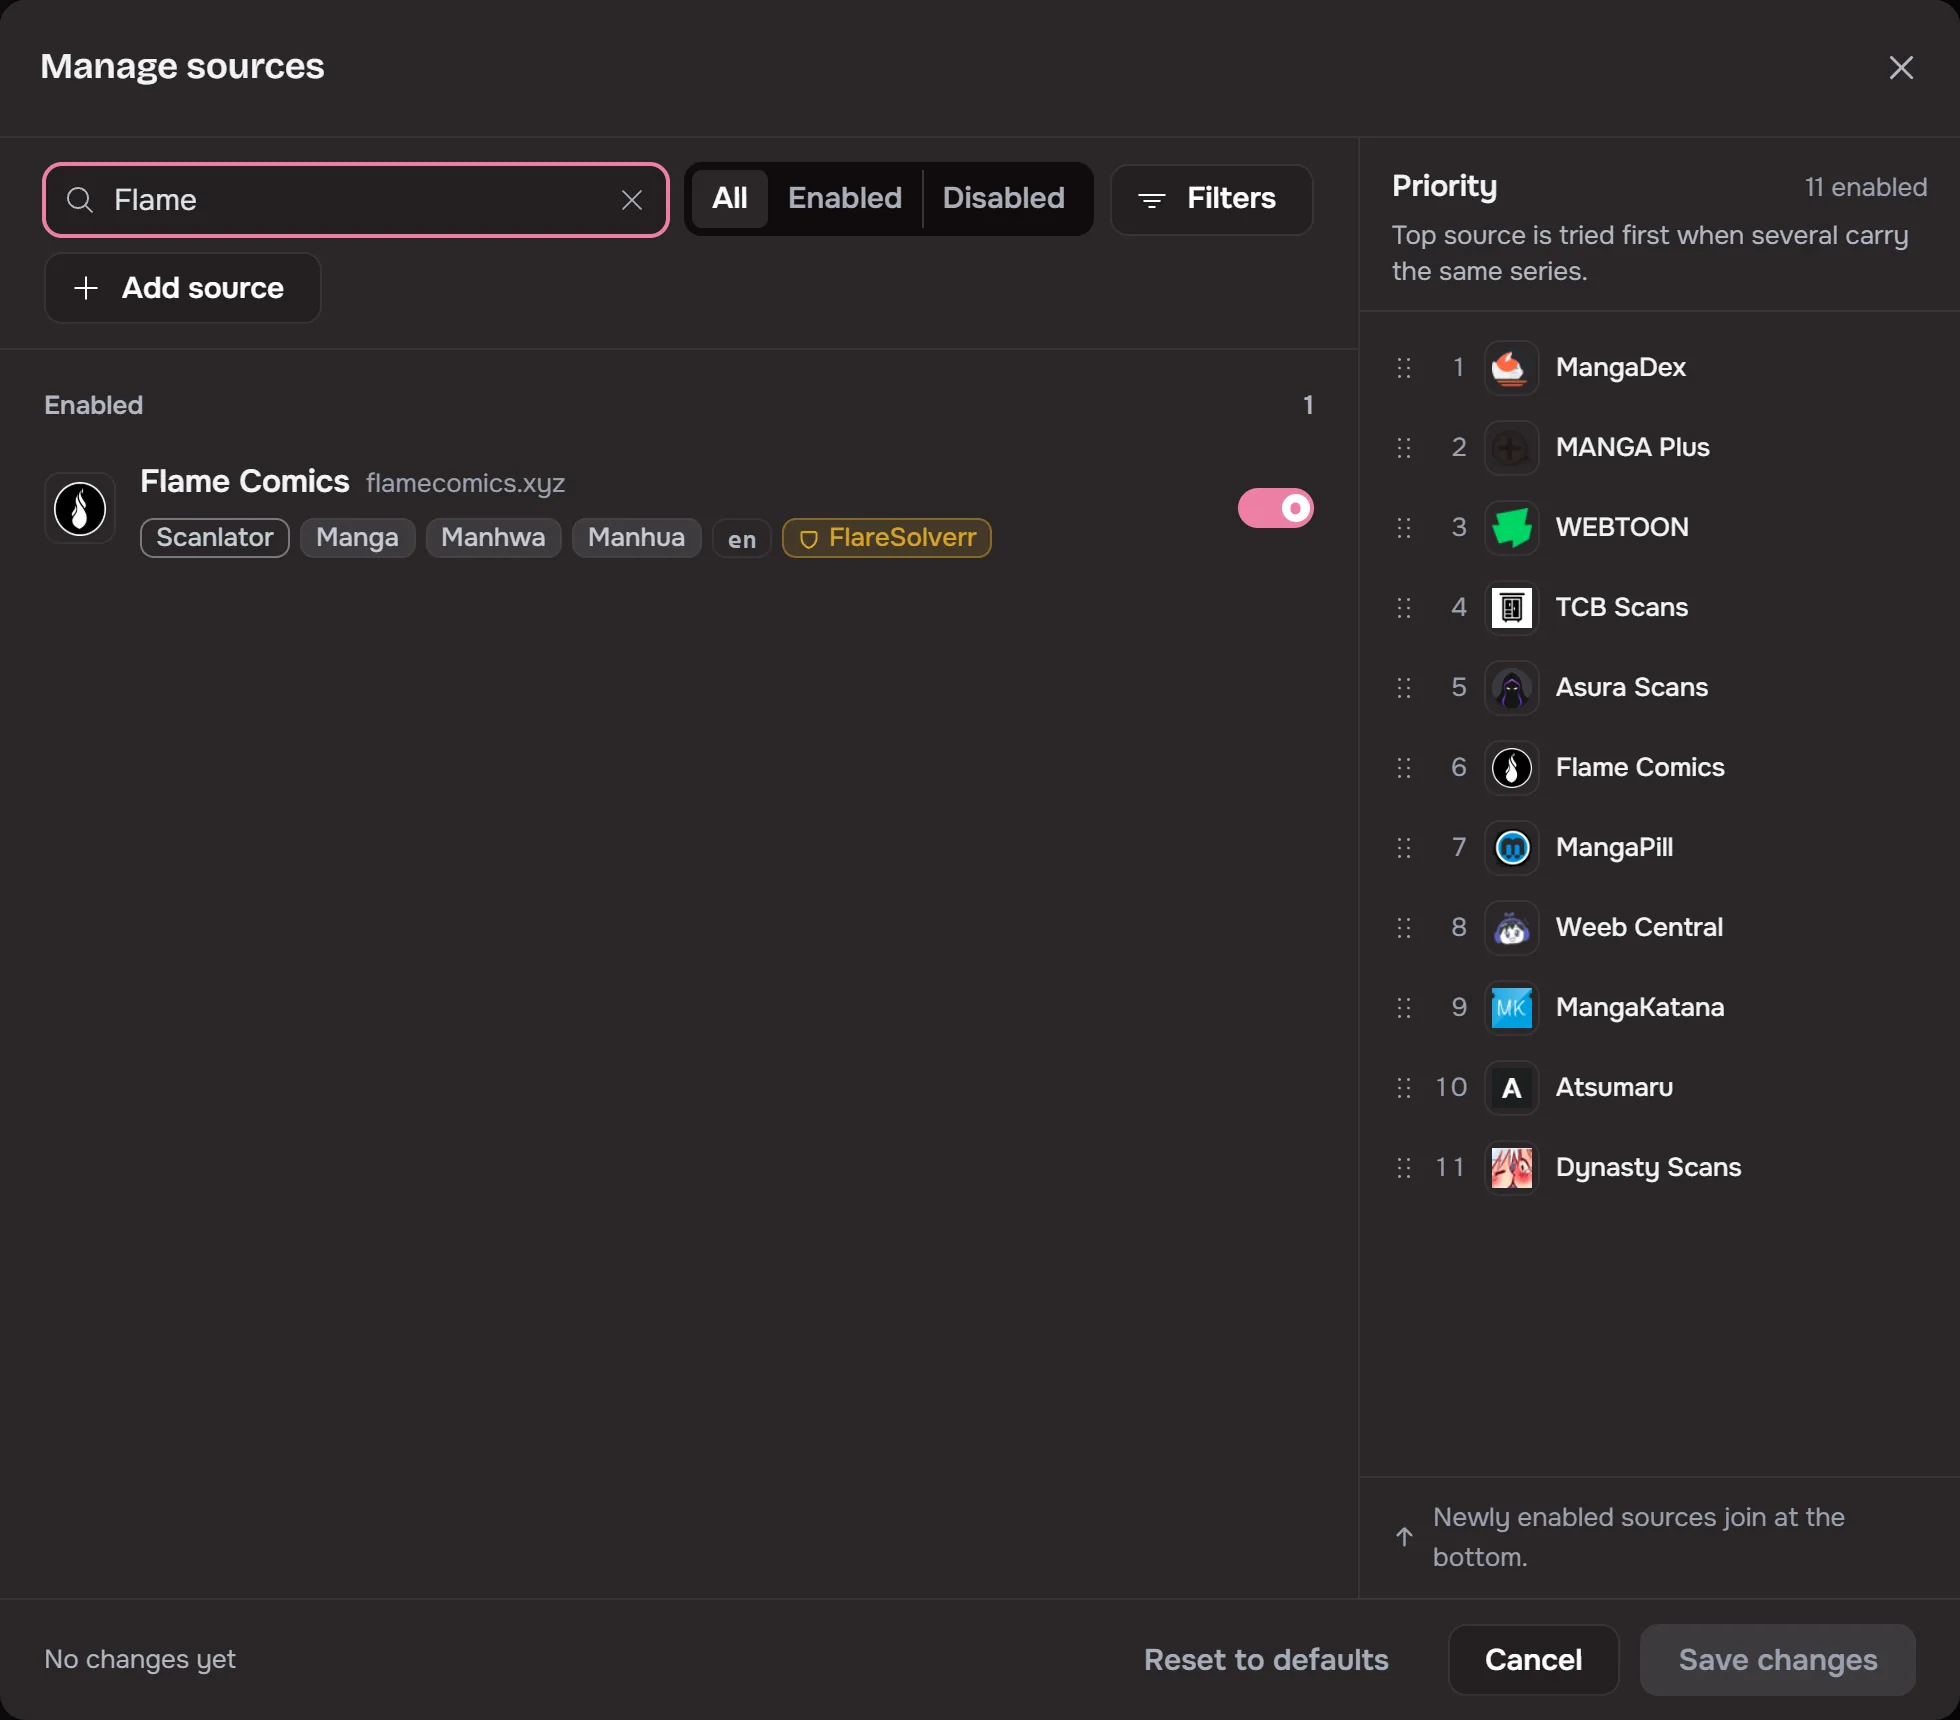 Manage sources
Flame
All
Enabled
Disabled
Filters
Add source
Enabled
1
Flame Comics flamecomics.xyz
Scanlator Manga Manhwa Manhua en FlareSolverr
Priority
11 enabled
Top source is tried first when several carry
the same series.
1 MangaDex
2 MANGA Plus
3 WEBTOON
4 TCB Scans
5 Asura Scans
6 Flame Comics
7 MangaPill
8 Weeb Central
9 MK MangaKatana
10 A Atsumaru
11 Dynasty Scans
Newly enabled sources join at the
bottom.
No changes yet
Reset to defaults
Cancel
Save changes